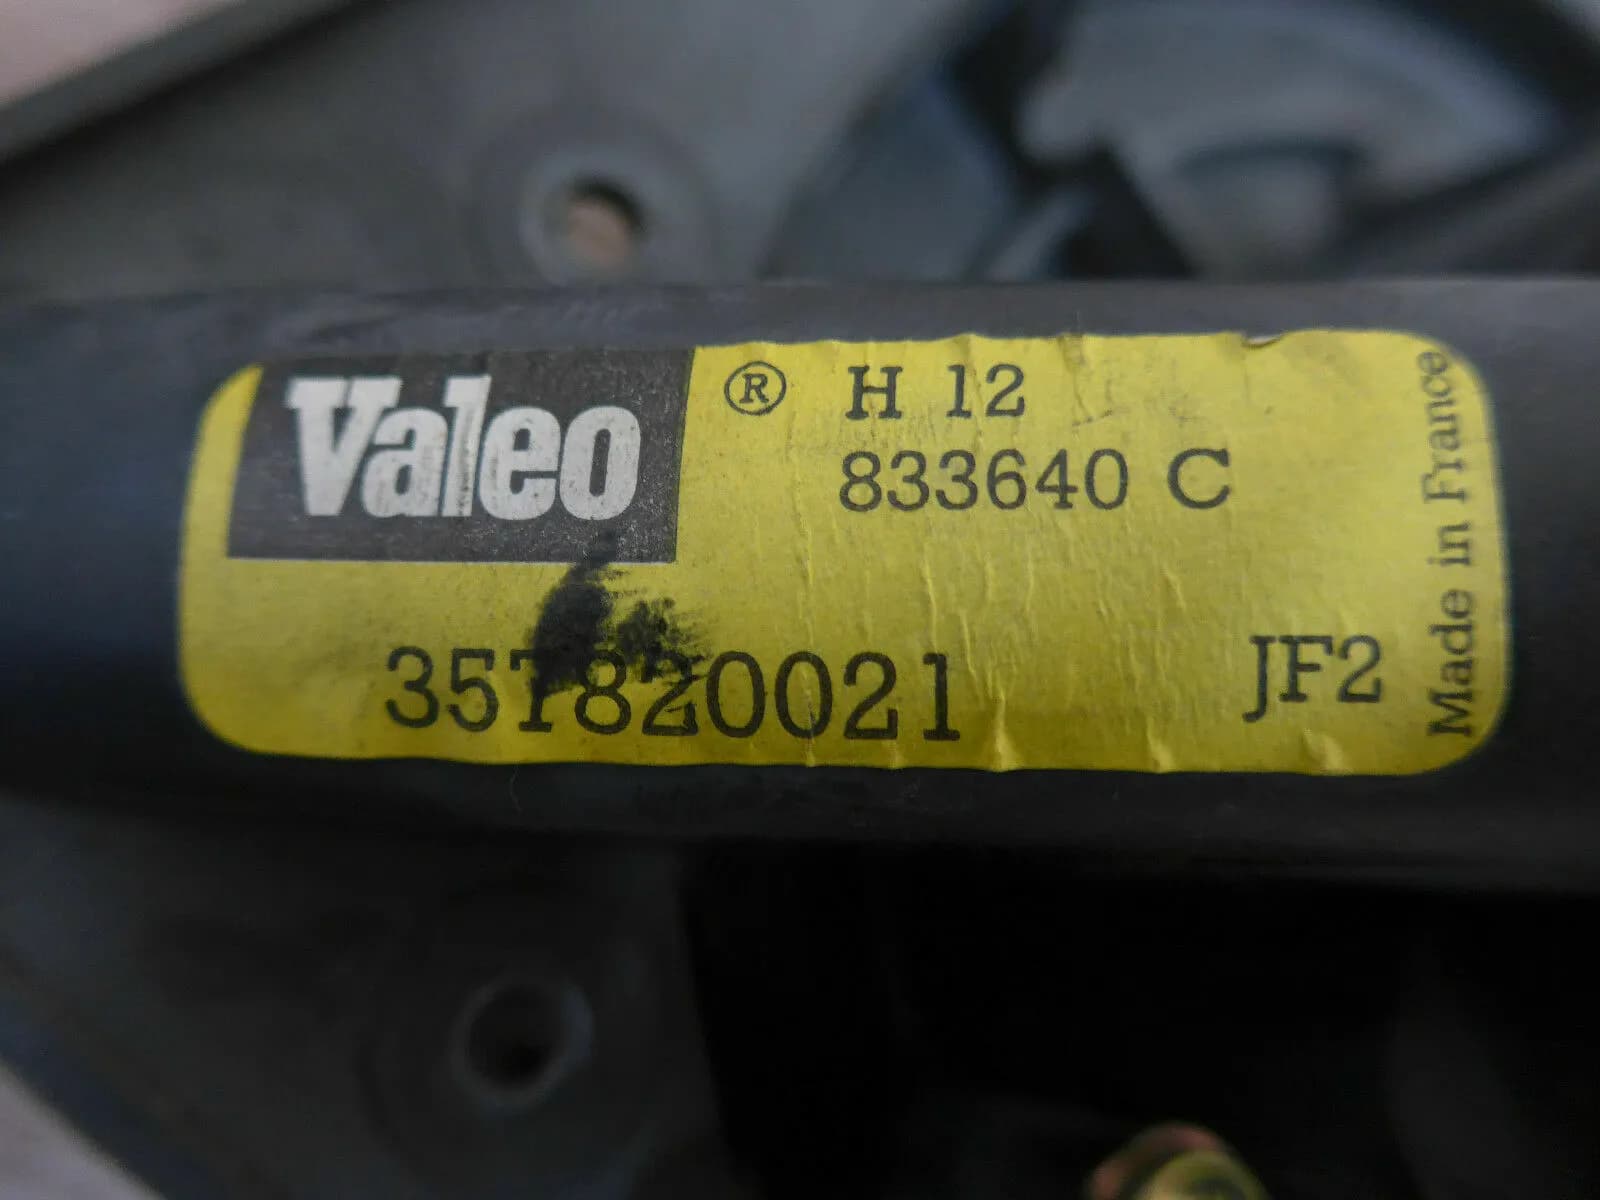 Valeo ® H 12
833640 C
357820021 JF2
Made in France